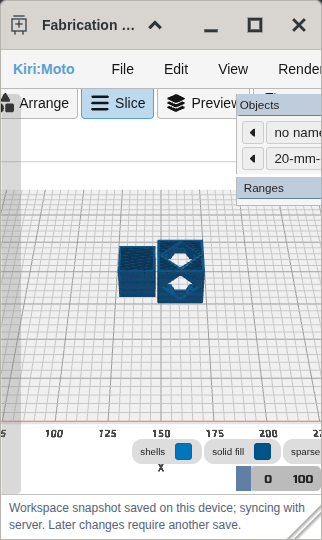 Fabrication ...
Kiri:Moto File Edit View Render
Arrange Slice Preview
Objects
no name
20-mm-
Ranges
100 125 150 175 200
X
shells solid fill sparse
0 100
Workspace snapshot saved on this device; syncing with
server. Later changes require another save.